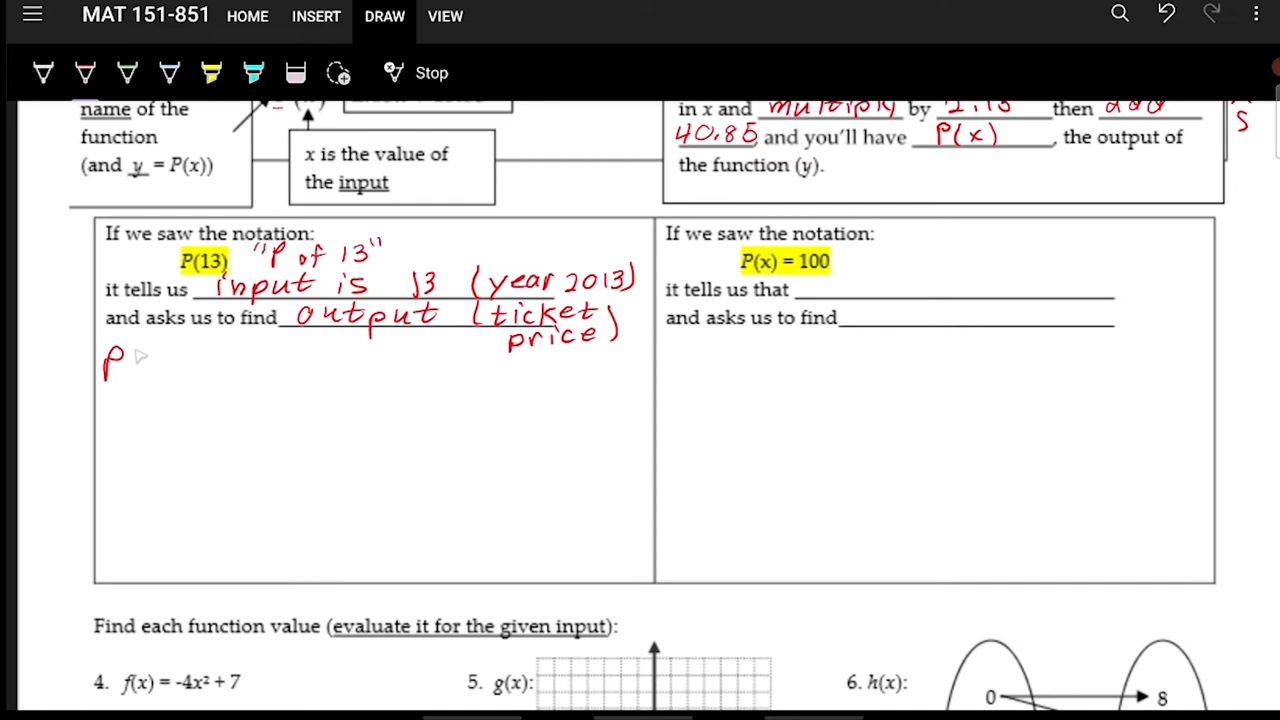 MAT 151-851 HOME INSERT DRAW VIEW
Stop
name of the
function
(and y = P(x))
x is the value of
the input
in x and multiply by then add
40.85, and you'll have P(x), the output of
the function (y).
S
If we saw the notation:
P(13) "P of 13"
it tells us input is 13 (year 2013)
and asks us to find output (ticket
price)
P
If we saw the notation:
P(x) = 100
it tells us that
and asks us to find
Find each function value (evaluate it for the given input):
4. f(x) = -4x² + 7
5. g(x):
6. h(x):
0
8